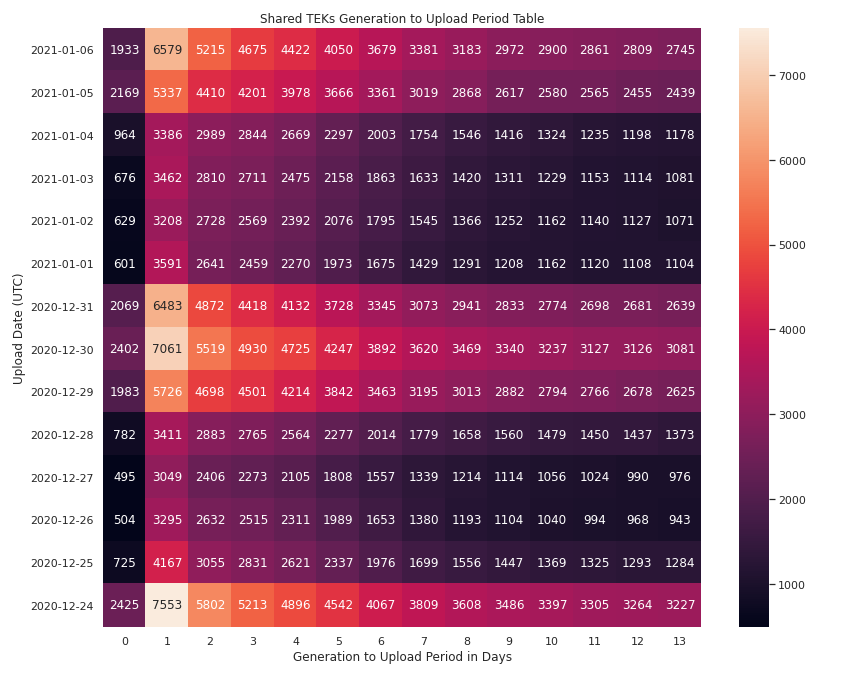 Shared TEKs Generation to Upload Period Table
Upload Date (UTC)
2021-01-06 1933 6579 5215 4675 4422 4050 3679 3381 3183 2972 2900 2861 2809 2745
2021-01-05 2169 5337 4410 4201 3978 3666 3361 3019 2868 2617 2580 2565 2455 2439
2021-01-04 964 3386 2989 2844 2669 2297 2003 1754 1546 1416 1324 1235 1198 1178
2021-01-03 676 3462 2810 2711 2475 2158 1863 1633 1420 1311 1229 1153 1114 1081
2021-01-02 629 3208 2728 2569 2392 2076 1795 1545 1366 1252 1162 1140 1127 1071
2021-01-01 601 3591 2641 2459 2270 1973 1675 1429 1291 1208 1162 1120 1108 1104
2020-12-31 2069 6483 4872 4418 4132 3728 3345 3073 2941 2833 2774 2698 2681 2639
2020-12-30 2402 7061 5519 4930 4725 4247 3892 3620 3469 3340 3237 3127 3126 3081
2020-12-29 1983 5726 4698 4501 4214 3842 3463 3195 3013 2882 2794 2766 2678 2625
2020-12-28 782 3411 2883 2765 2564 2277 2014 1779 1658 1560 1479 1450 1437 1373
2020-12-27 495 3049 2406 2273 2105 1808 1557 1339 1214 1114 1056 1024 990 976
2020-12-26 504 3295 2632 2515 2311 1989 1653 1380 1193 1104 1040 994 968 943
2020-12-25 725 4167 3055 2831 2621 2337 1976 1699 1556 1447 1369 1325 1293 1284
2020-12-24 2425 7553 5802 5213 4896 4542 4067 3809 3608 3486 3397 3305 3264 3227
0 1 2 3 4 5 6 7 8 9 10 11 12 13
Generation to Upload Period in Days
7000
6000
5000
4000
3000
2000
1000